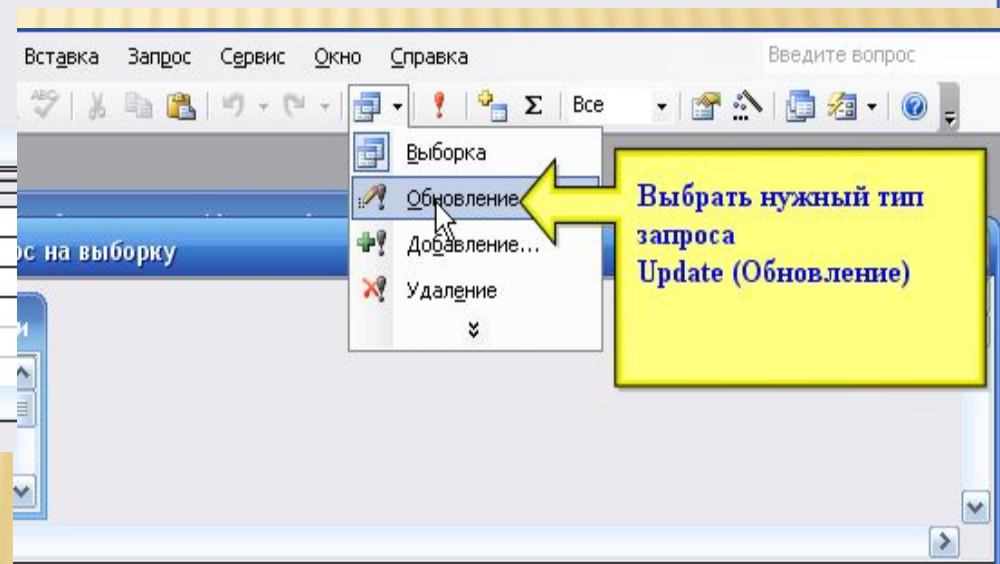 Вставка Запрос Сервис Окно Справка Введите вопрос
ABC Σ Все
Выборка
Обновление
Добавление...
Удаление
Выбрать нужный тип
запроса
Update (Обновление)
на выборку